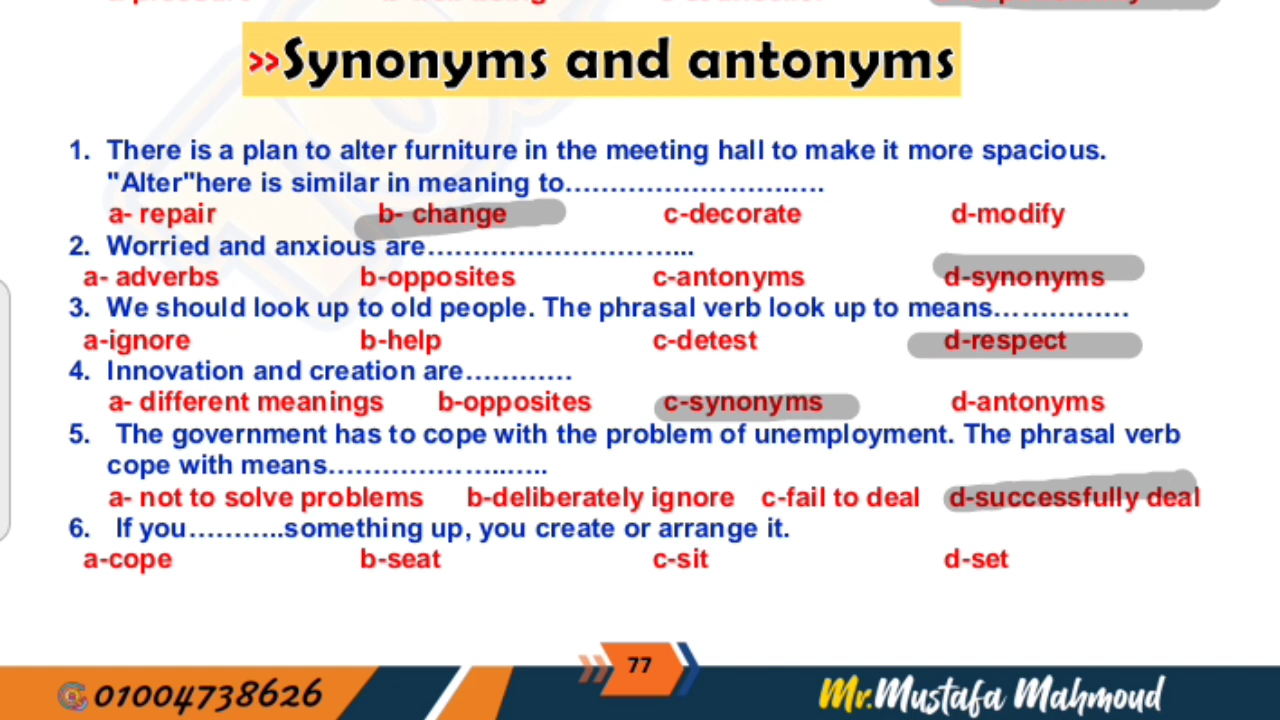 »Synonyms and antonyms
1. There is a plan to alter furniture in the meeting hall to make it more spacious.
"Alter"here is similar in meaning to............................
a- repair b- change c-decorate d-modify
2. Worried and anxious are..............................
a- adverbs b-opposites c-antonyms d-synonyms
3. We should look up to old people. The phrasal verb look up to means...............
a-ignore b-help c-detest d-respect
4. Innovation and creation are............
a- different meanings b-opposites c-synonyms d-antonyms
5. The government has to cope with the problem of unemployment. The phrasal verb
cope with means.........................
a- not to solve problems b-deliberately ignore c-fail to deal d-successfully deal
6. If you...........something up, you create or arrange it.
a-cope b-seat c-sit d-set
77
01004738626
Mr.Mustafa Mahmoud